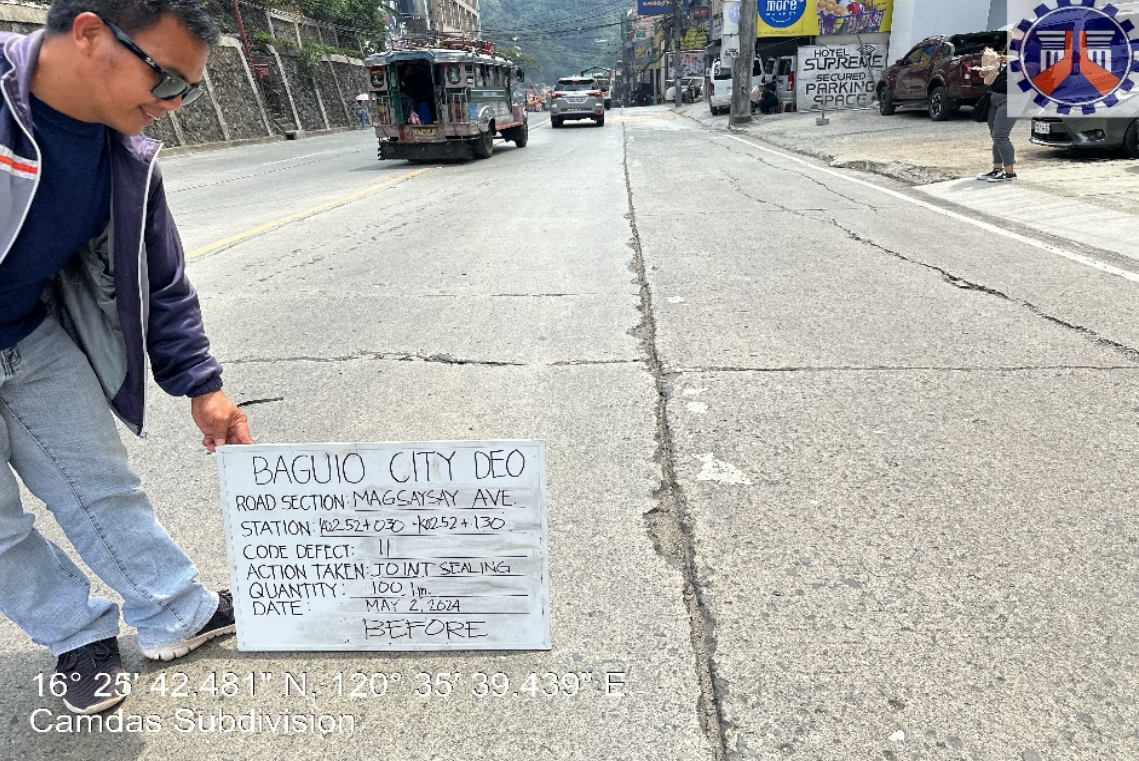 more
HOTEL
SUPREME
SECURED
PARKING
SPACE
BAGUIO CITY DEO
ROAD SECTION: MAGSAYSAY AVE.
STATION: K0252+030 - K0252+130
CODE DEFECT: 11
ACTION TAKEN: JOINT SEALING
QUANTITY: 100 l.m.
DATE: MAY 2, 2024
BEFORE
16° 25' 42.481" N, 120° 35' 39.439" E
Camdas Subdivision